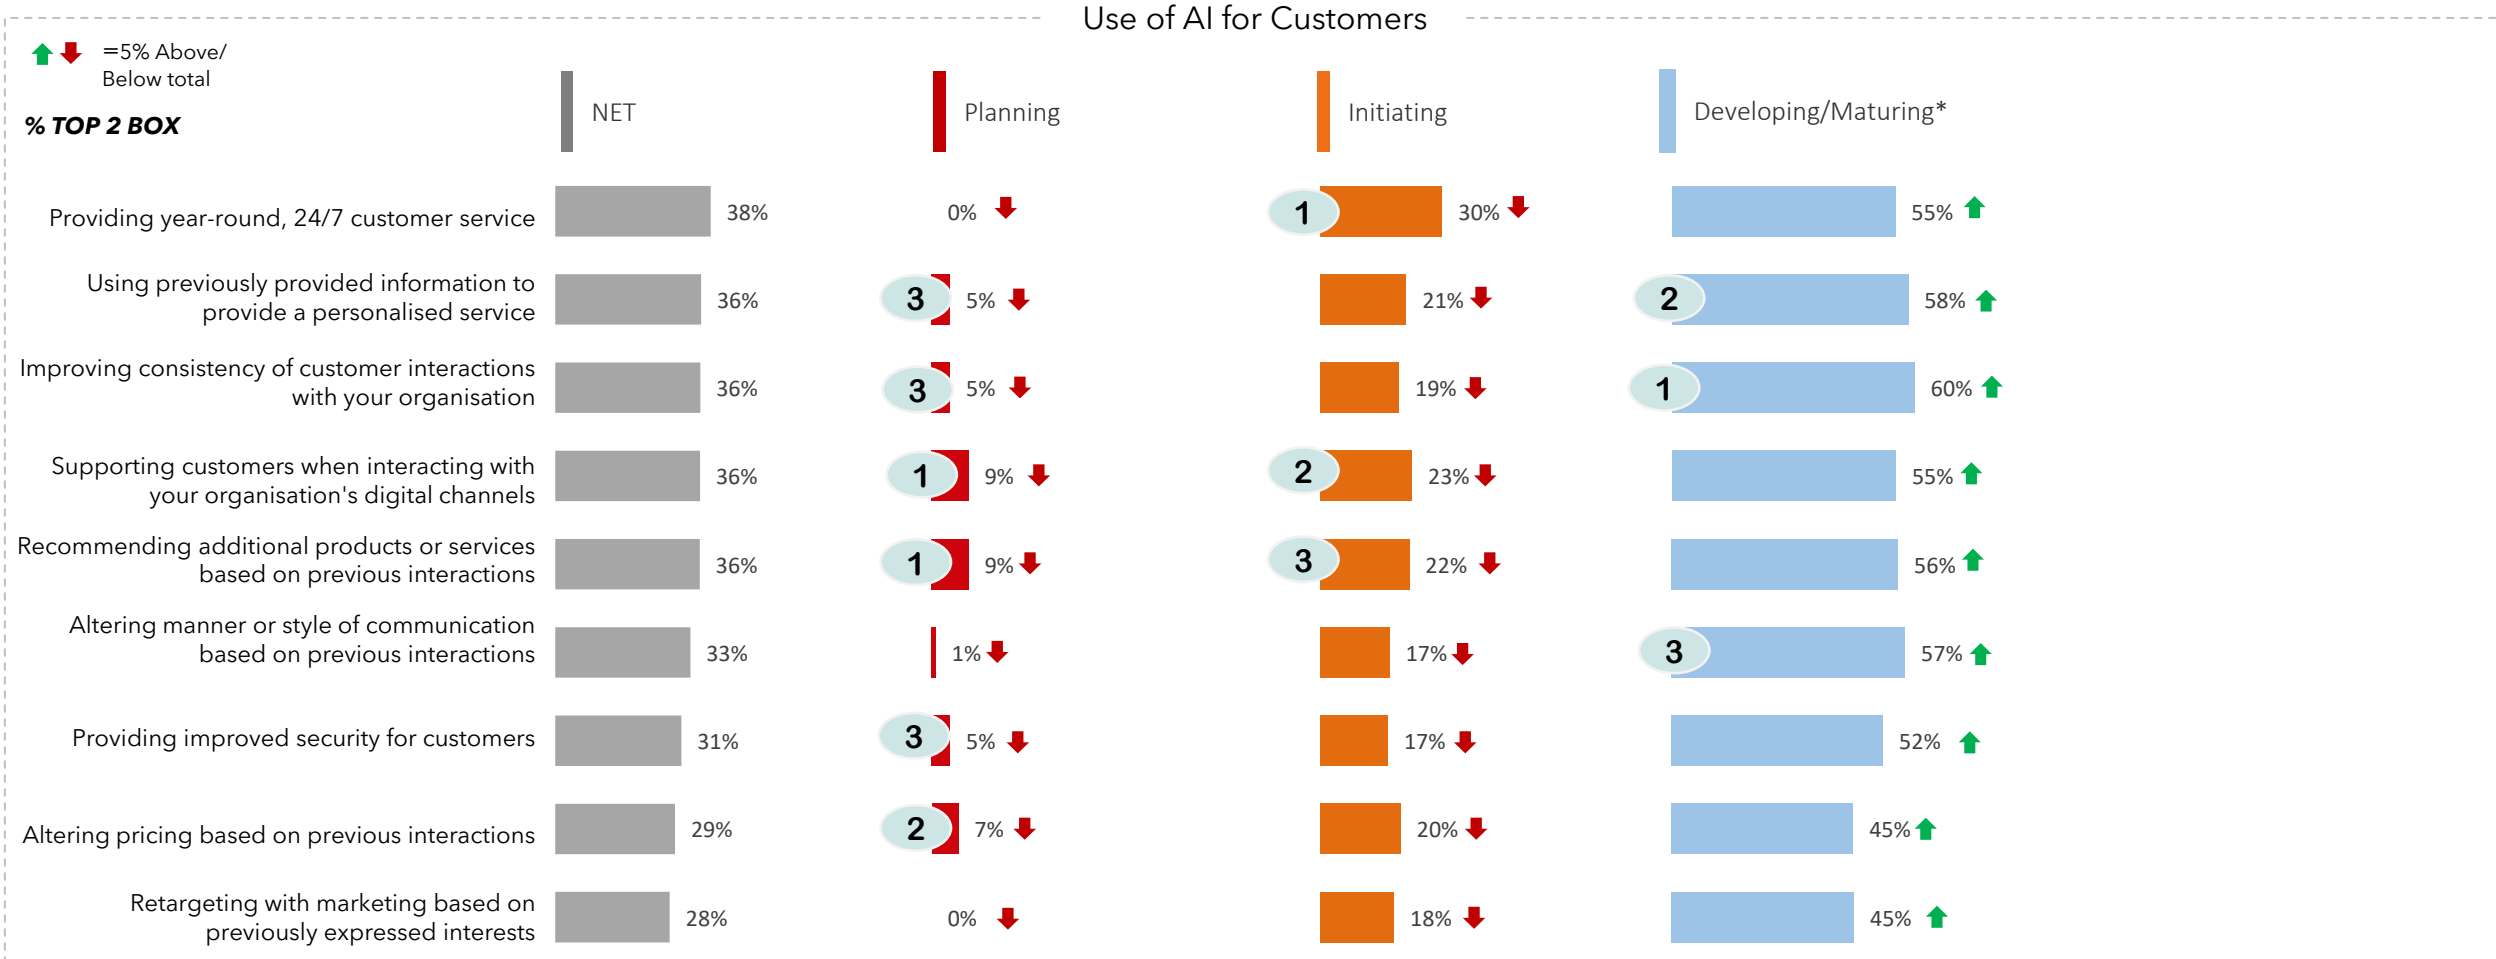 Use of AI for Customers
=5% Above/
Below total
% TOP 2 BOX
NET
Planning
Initiating
Developing/Maturing*
Providing year-round, 24/7 customer service
38%
0%
1
30%
55%
Using previously provided information to
provide a personalised service
36%
3
5%
21%
2
58%
Improving consistency of customer interactions
with your organisation
36%
3
5%
19%
1
60%
Supporting customers when interacting with
your organisation's digital channels
36%
1
9%
2
23%
55%
Recommending additional products or services
based on previous interactions
36%
1
9%
3
22%
56%
Altering manner or style of communication
based on previous interactions
33%
1%
17%
3
57%
Providing improved security for customers
31%
3
5%
17%
52%
Altering pricing based on previous interactions
29%
2
7%
20%
45%
Retargeting with marketing based on
previously expressed interests
28%
0%
18%
45%